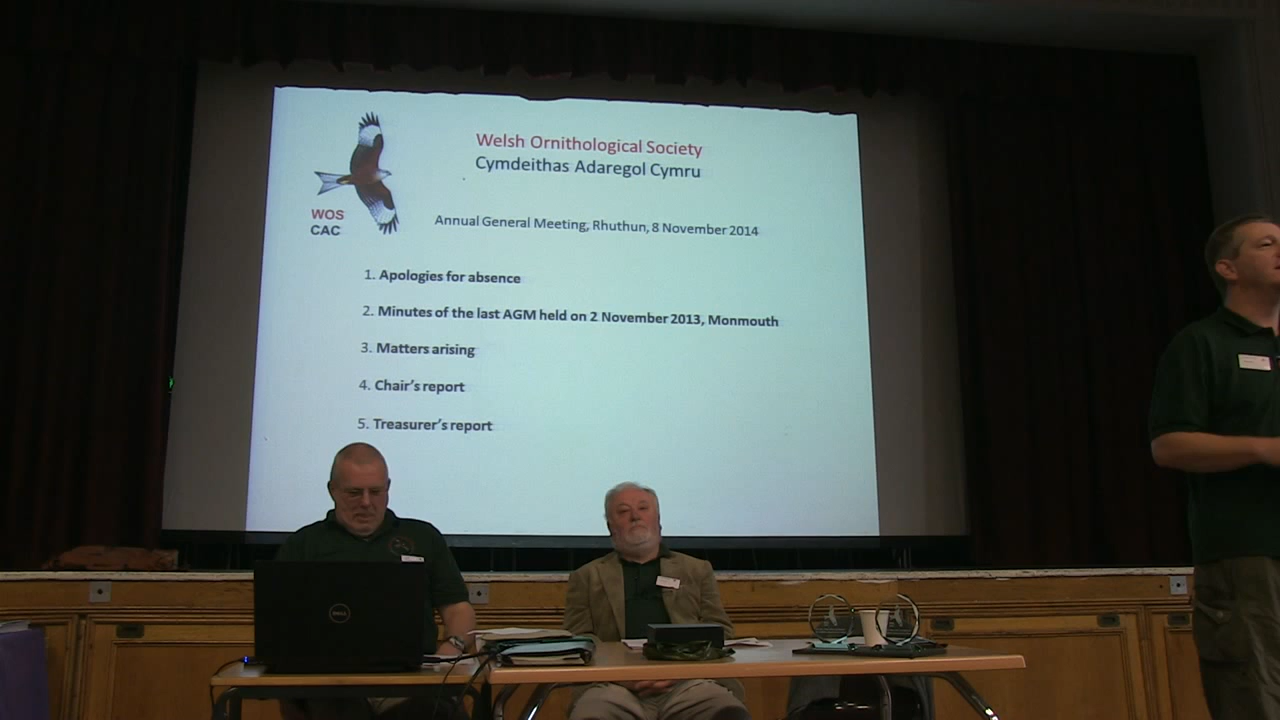 Welsh Ornithological Society
Cymdeithas Adaregol Cymru
WOS
CAC
Annual General Meeting, Rhuthun, 8 November 2014
1. Apologies for absence
2. Minutes of the last AGM held on 2 November 2013, Monmouth
3. Matters arising
4. Chair's report
5. Treasurer's report
DELL